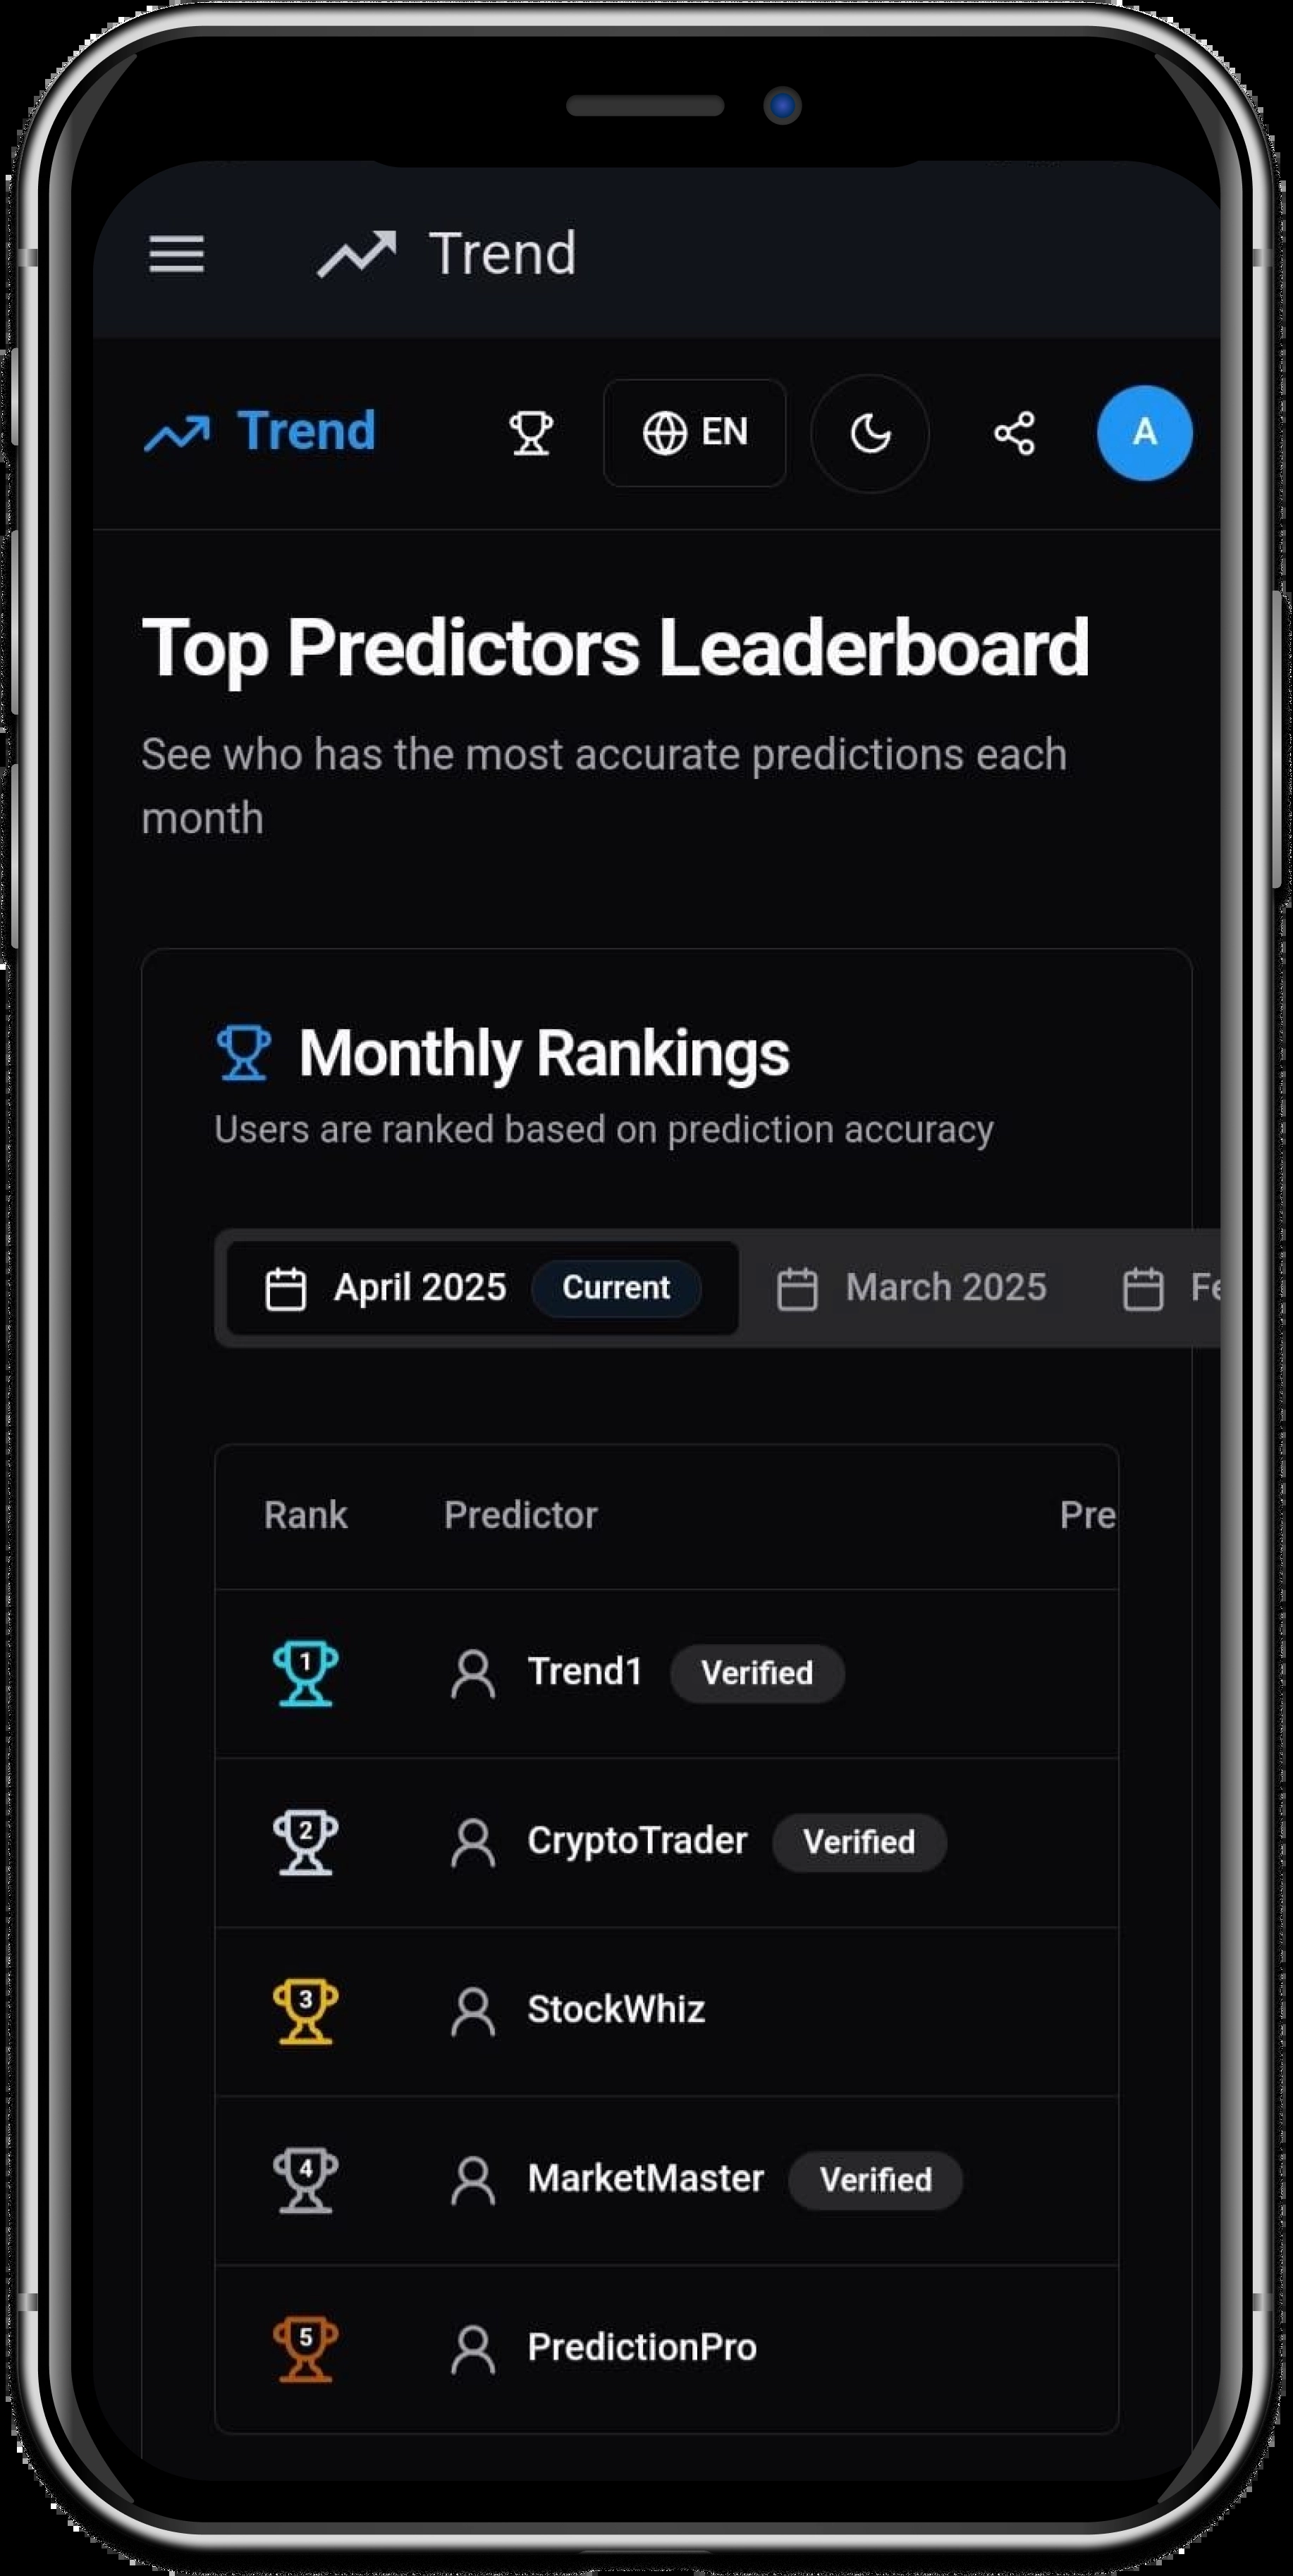 Trend
Trend EN A
Top Predictors Leaderboard
See who has the most accurate predictions each
month
Monthly Rankings
Users are ranked based on prediction accuracy
April 2025 Current March 2025 Fe
Rank Predictor Pre
1 Trend1 Verified
2 CryptoTrader Verified
3 StockWhiz
4 MarketMaster Verified
5 PredictionPro